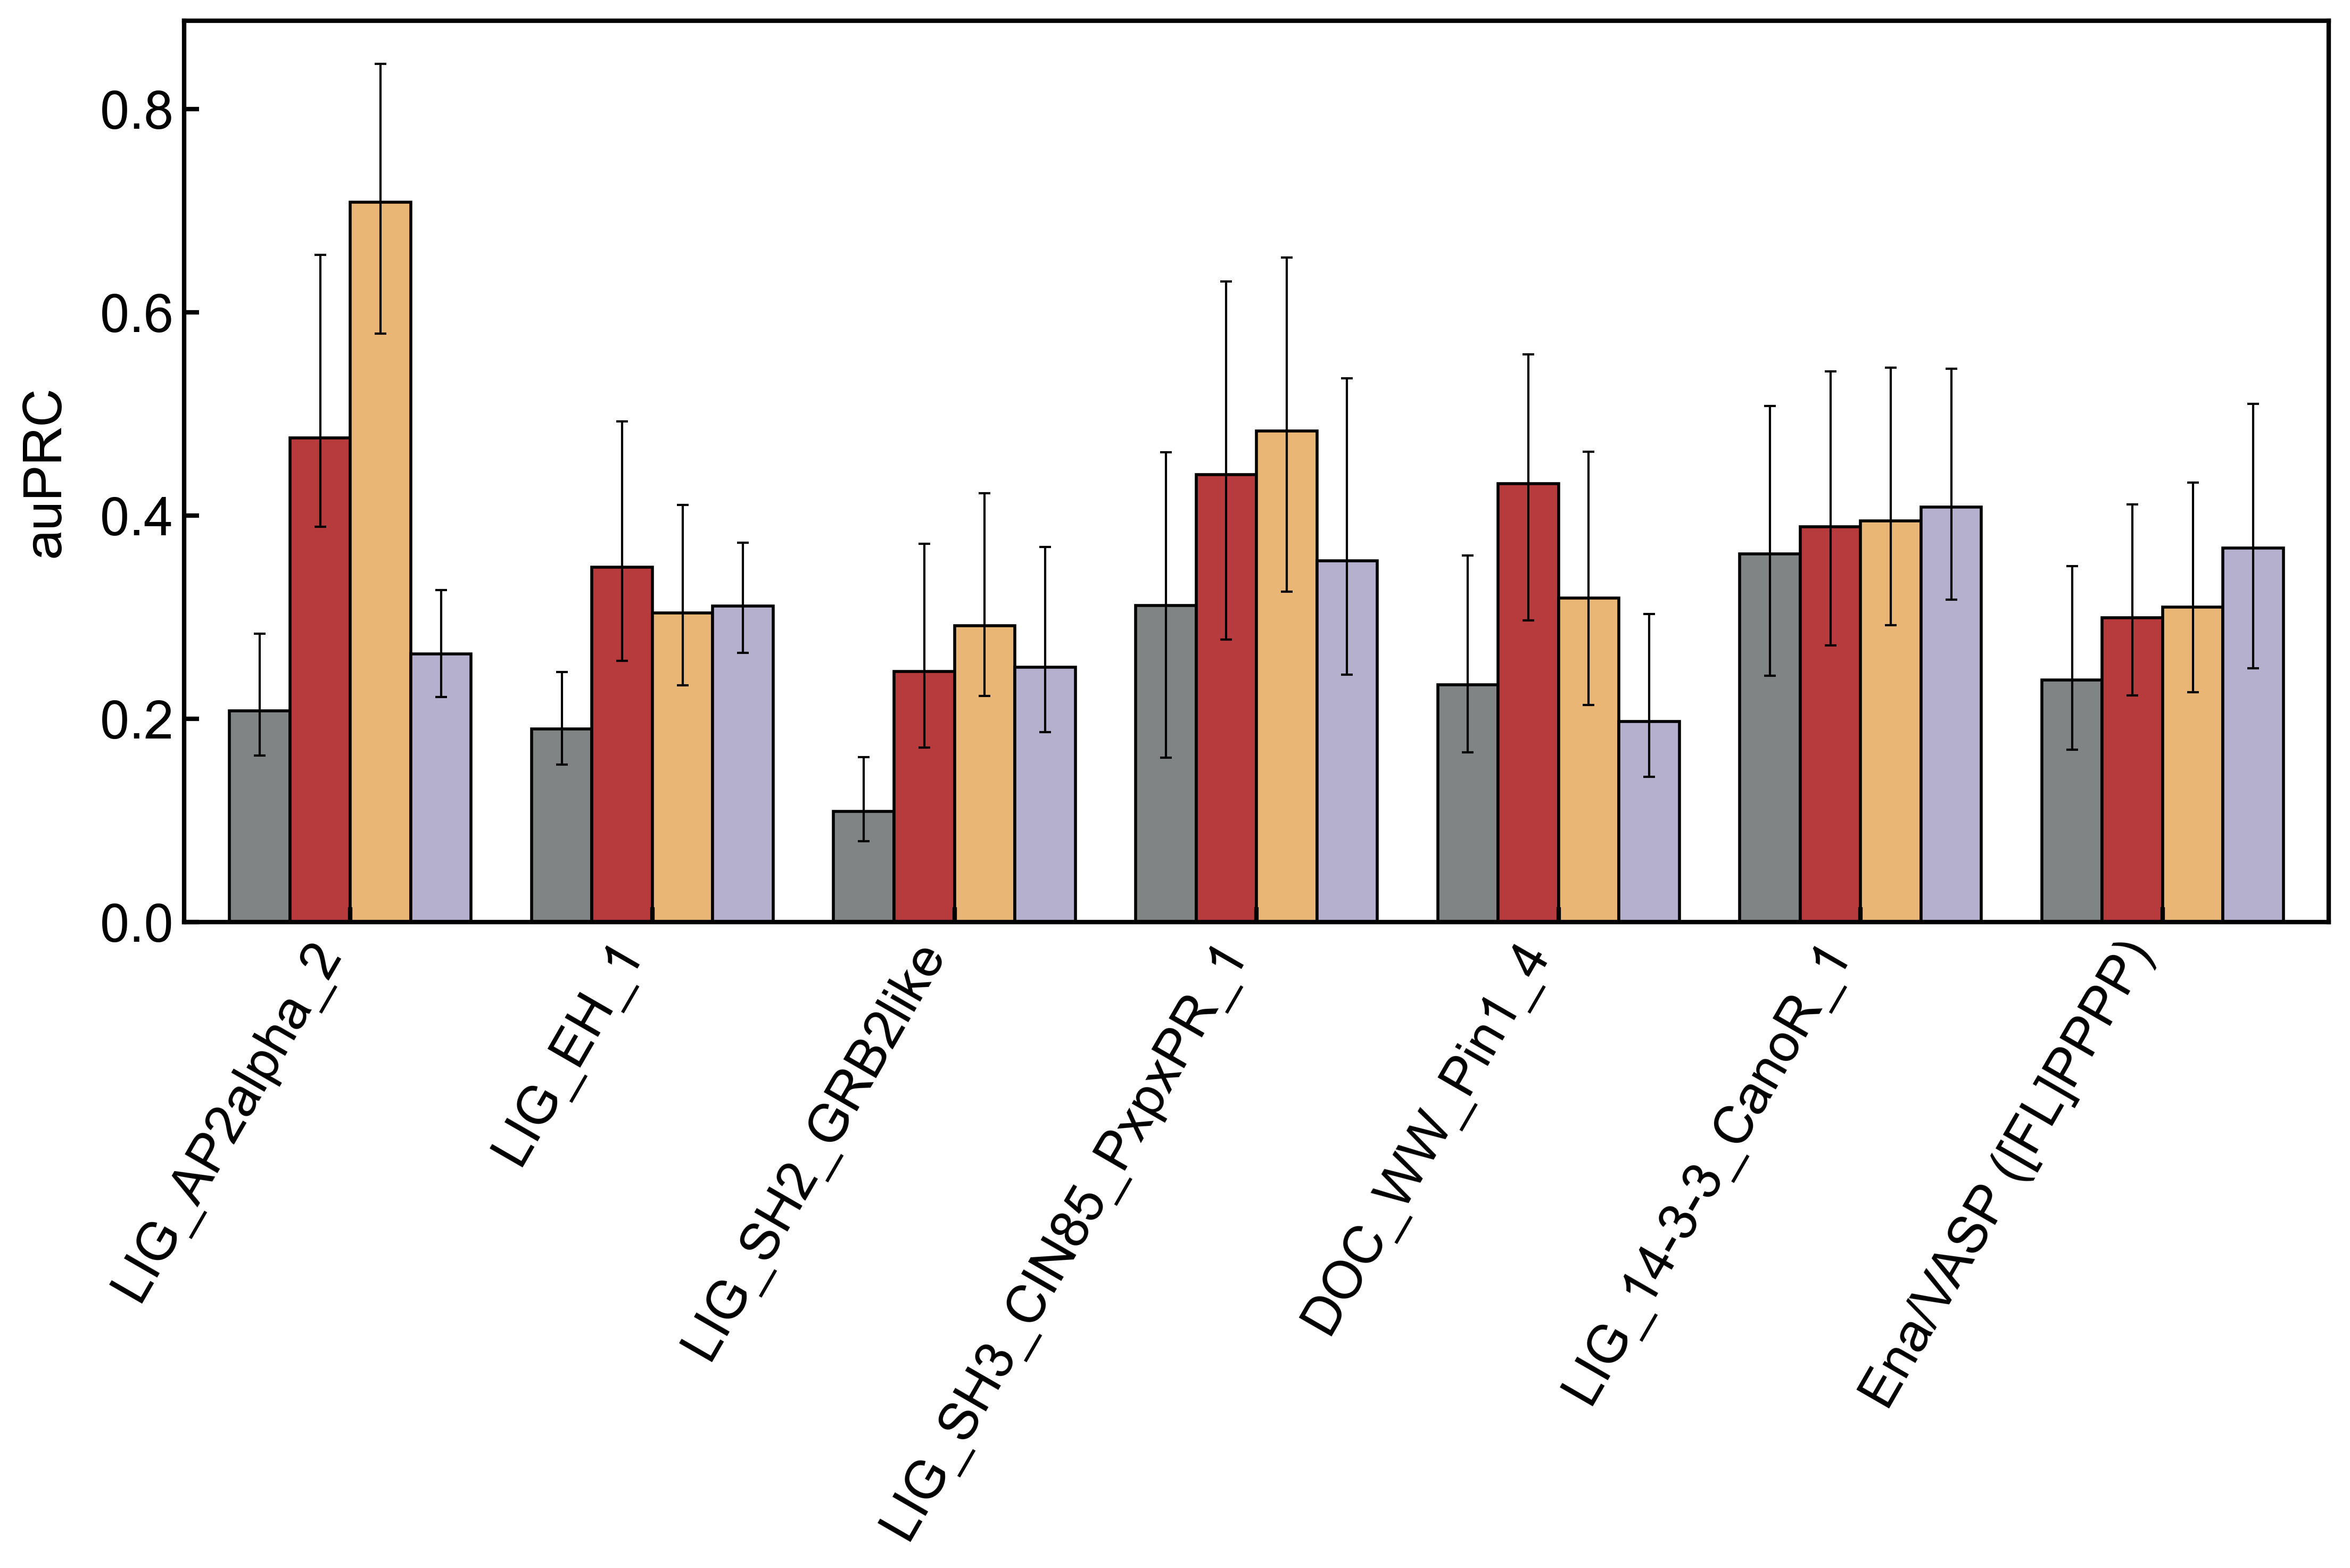 auPRC
0.8
0.6
0.4
0.2
0.0
LIG_AP2alpha_2
LIG_EH_1
LIG_SH2_GRB2like
LIG_SH3_CIN85_PxpxPR_1
DOC_WW_Pin1_4
LIG_14-3-3_CanoR_1
Ena/VASP ([FL]PPPP)